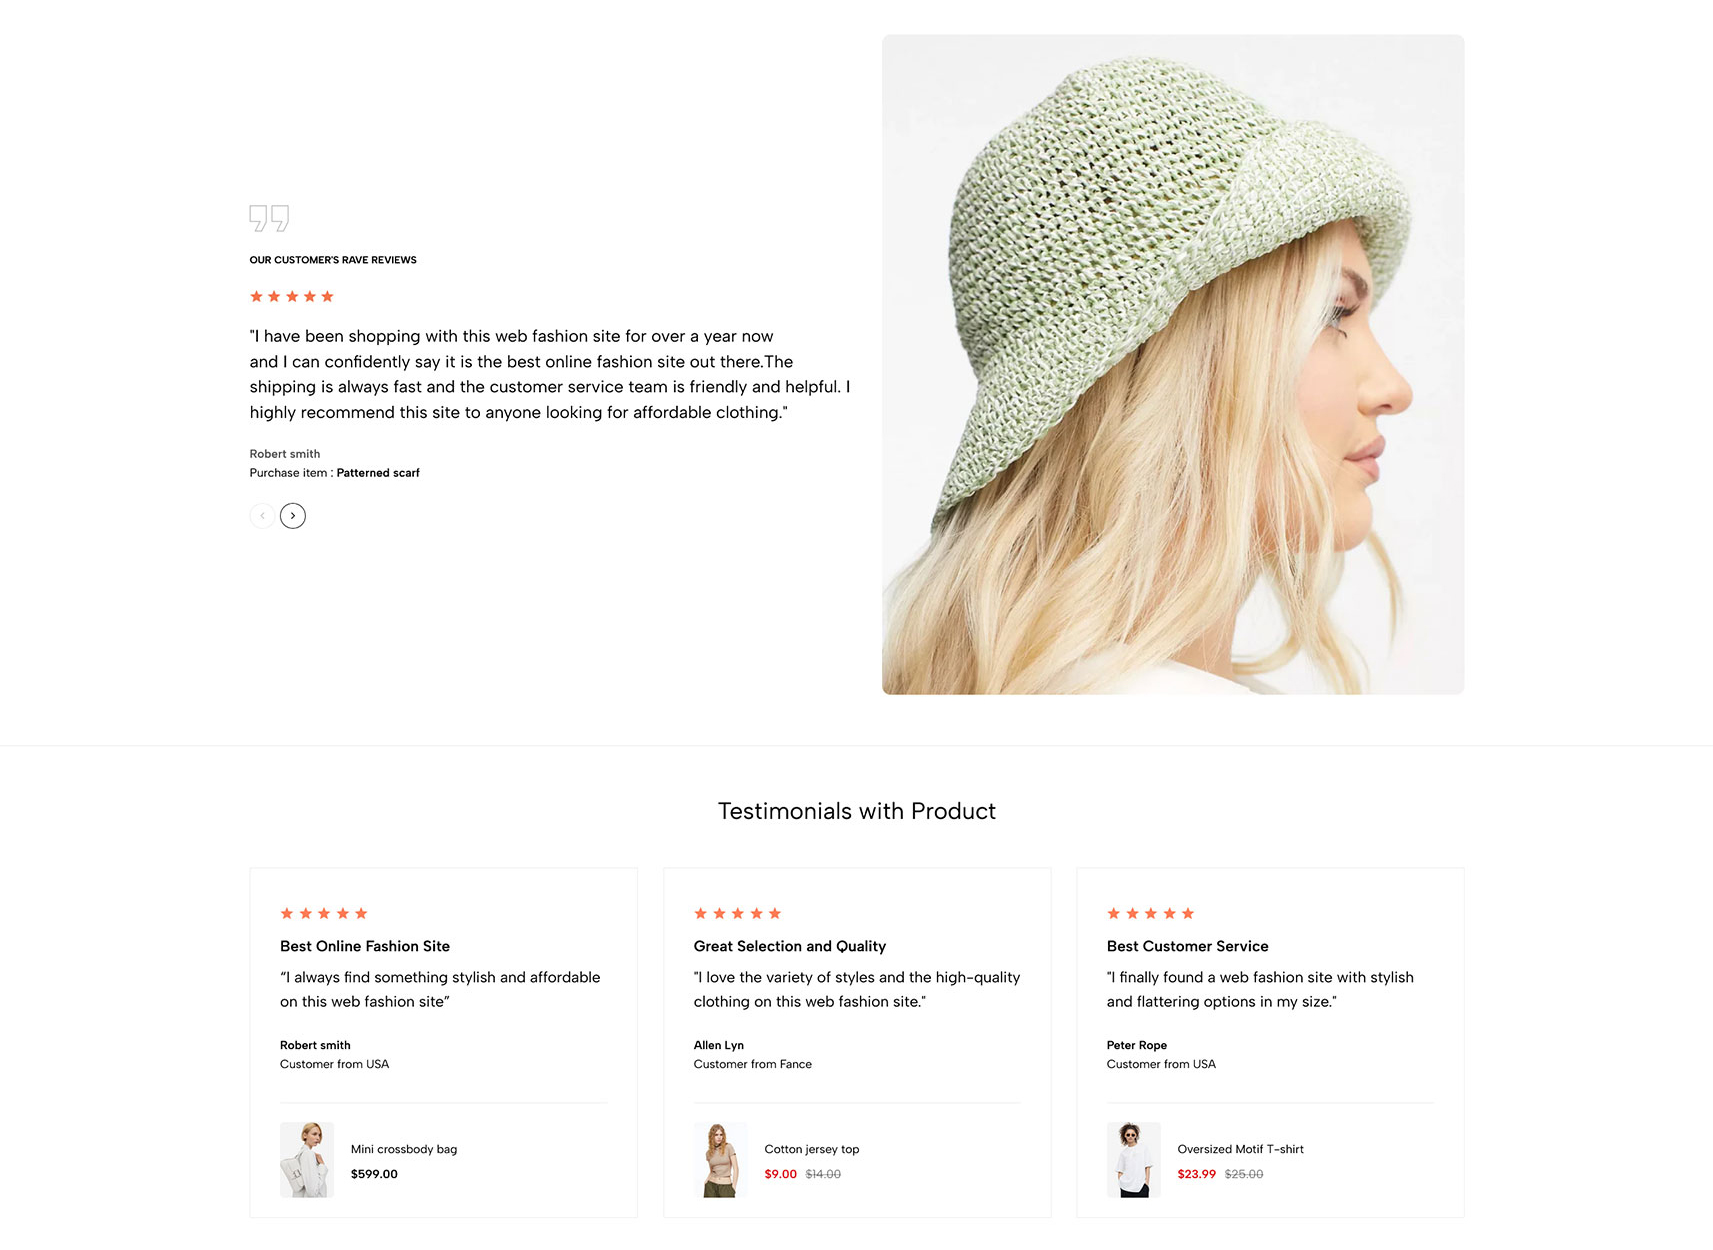 OUR CUSTOMER'S RAVE REVIEWS
"I have been shopping with this web fashion site for over a year now
and I can confidently say it is the best online fashion site out there.The
shipping is always fast and the customer service team is friendly and helpful. I
highly recommend this site to anyone looking for affordable clothing."
Robert smith
Purchase item : Patterned scarf
Testimonials with Product
Best Online Fashion Site
“I always find something stylish and affordable
on this web fashion site”
Robert smith
Customer from USA
Mini crossbody bag
$599.00
Great Selection and Quality
"I love the variety of styles and the high-quality
clothing on this web fashion site."
Allen Lyn
Customer from Fance
Cotton jersey top
$9.00 $14.00
Best Customer Service
"I finally found a web fashion site with stylish
and flattering options in my size."
Peter Rope
Customer from USA
Oversized Motif T-shirt
$23.99 $25.00